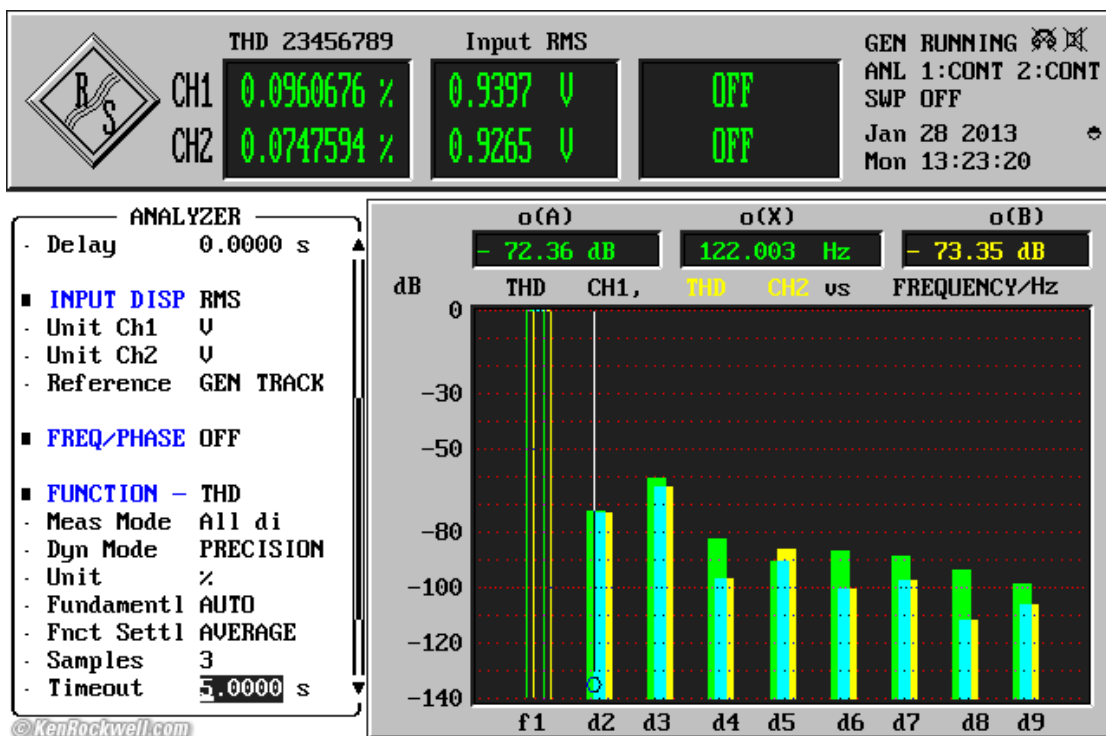 THD 23456789 Input RMS
R S
CH1 0.0960676 % 0.9397 V OFF
CH2 0.0747594 % 0.9265 V OFF
GEN RUNNING
ANL 1:CONT 2:CONT
SWP OFF
Jan 28 2013
Mon 13:23:20
ANALYZER
Delay 0.0000 s
INPUT DISP RMS
Unit Ch1 V
Unit Ch2 V
Reference GEN TRACK
FREQ/PHASE OFF
FUNCTION - THD
Meas Mode All di
Dyn Mode PRECISION
Unit %
Fundamentl AUTO
Fnct Settl AVERAGE
Samples 3
Timeout 5.0000 s
o(A) o(X) o(B)
- 72.36 dB 122.003 Hz - 73.35 dB
dB THD CH1, THD CH2 vs FREQUENCY/Hz
0
-30
-50
-80
-100
-120
-140
f1 d2 d3 d4 d5 d6 d7 d8 d9
© KenRockwell.com